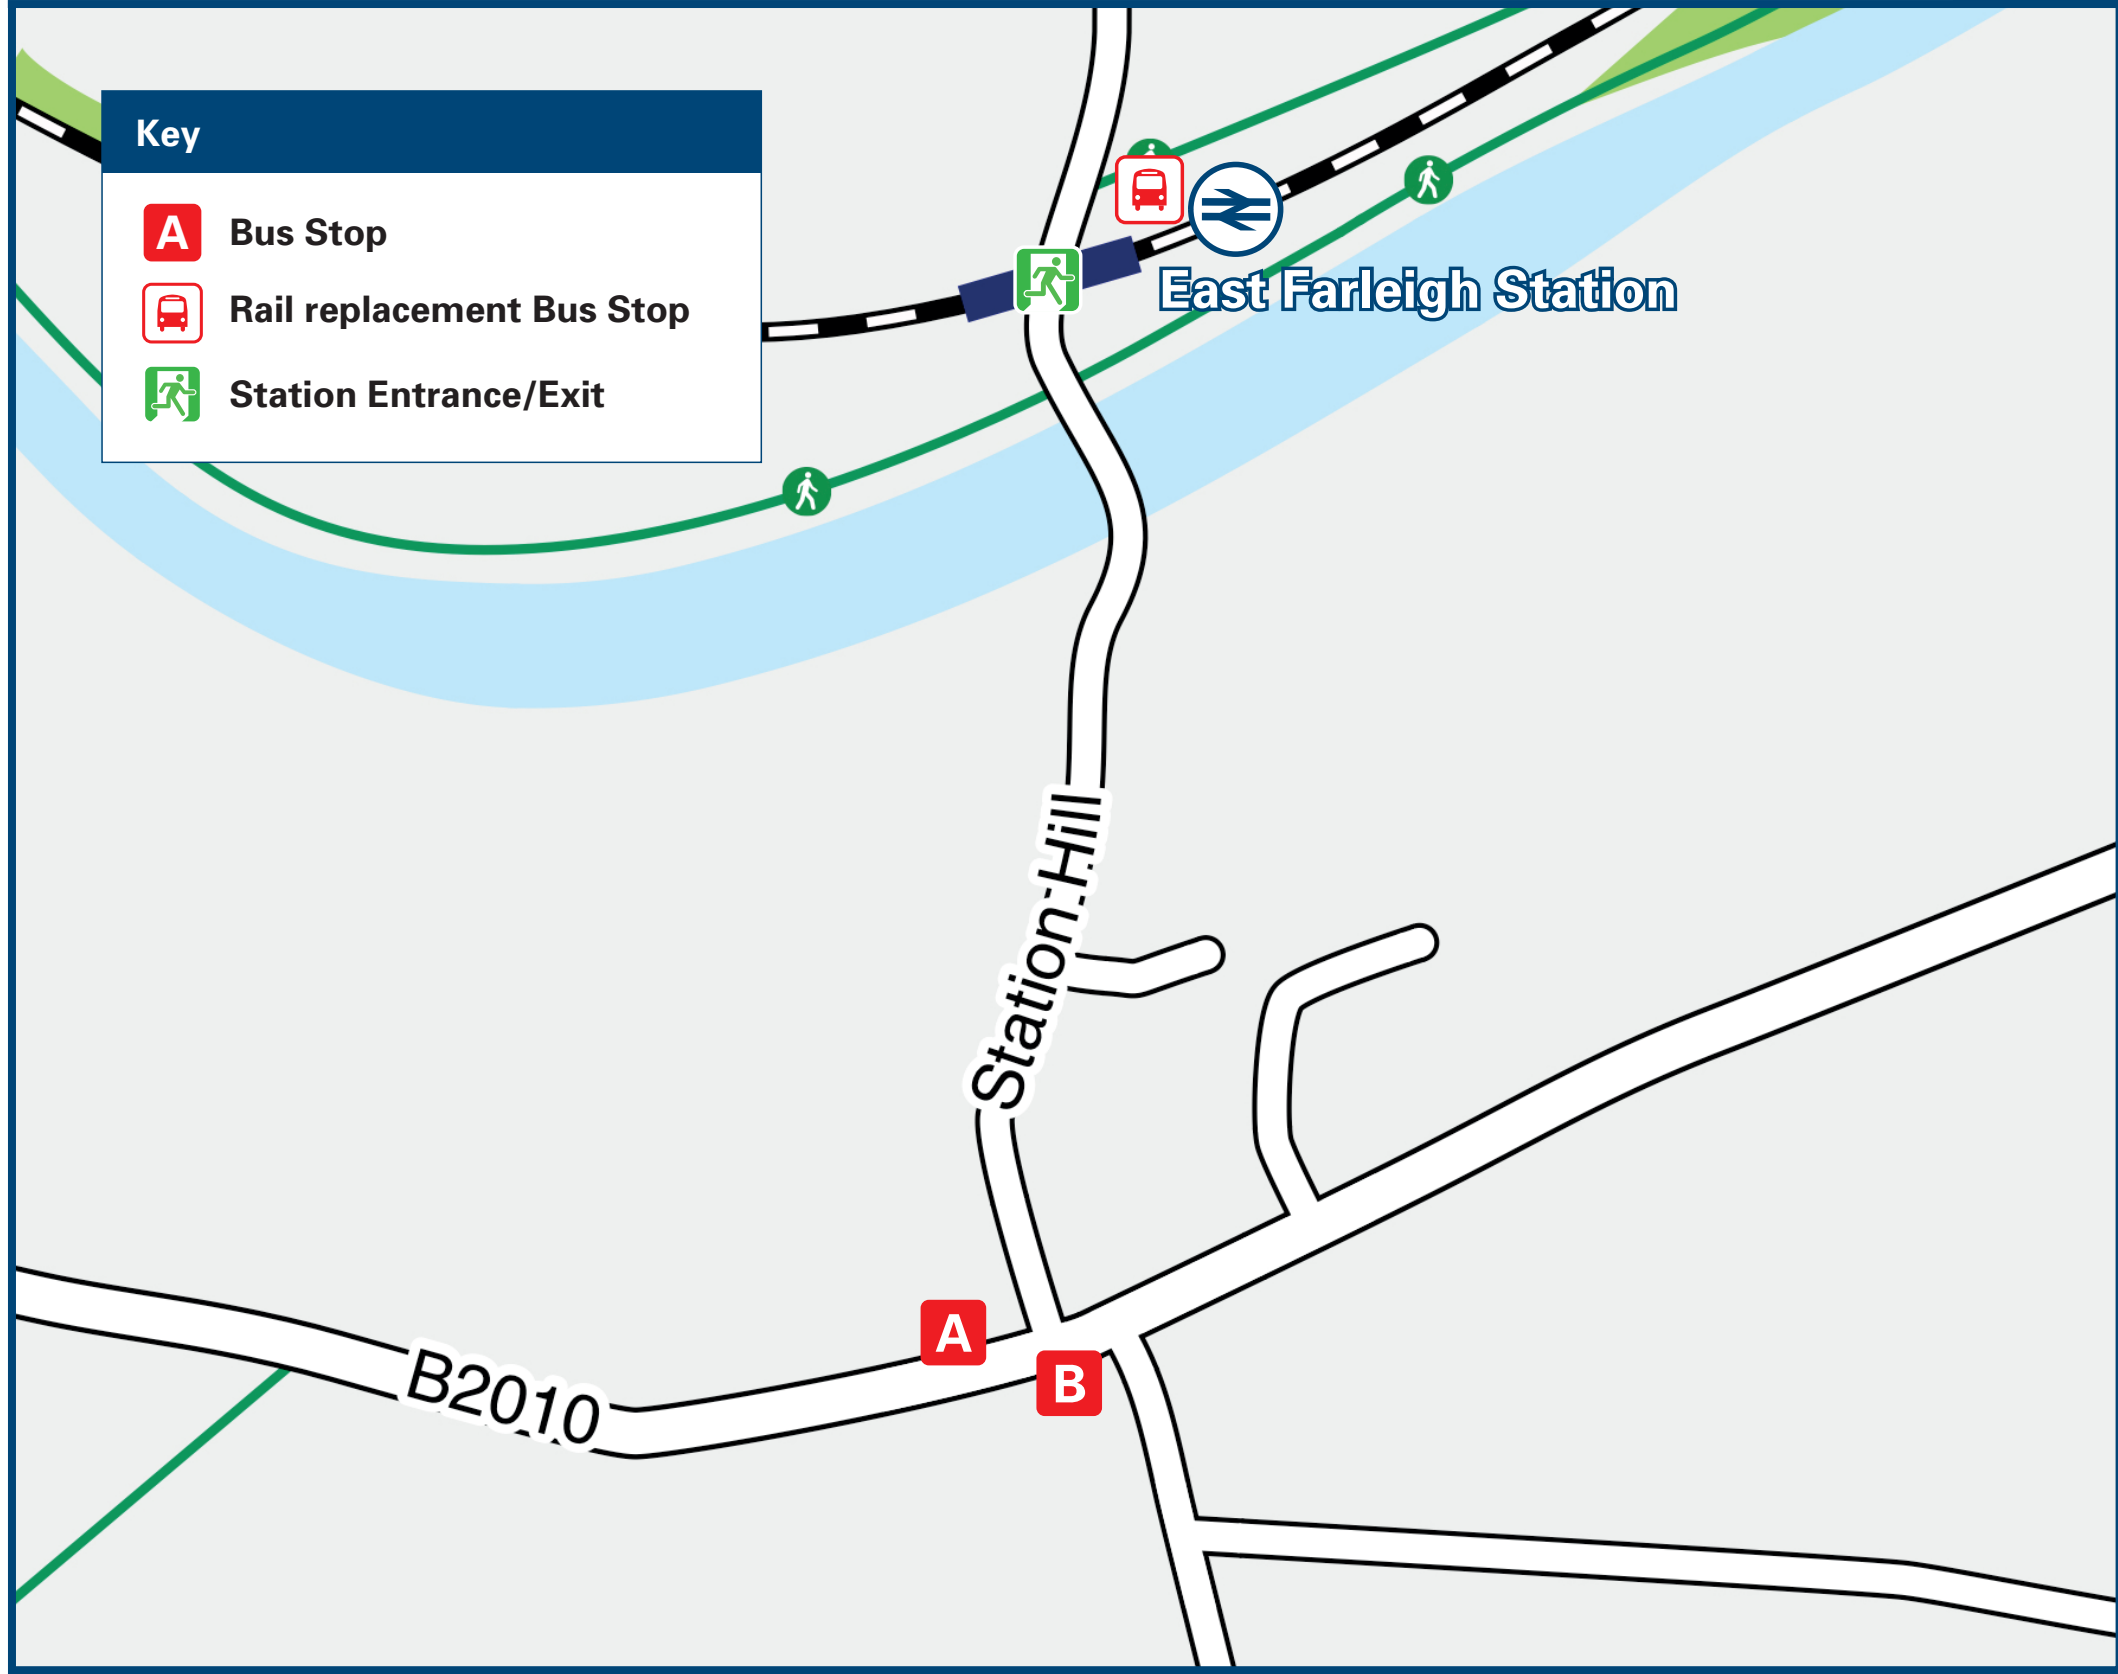 Key
A Bus Stop
Rail replacement Bus Stop
Station Entrance/Exit
East Farleigh Station
Station Hill
A
B
B2010